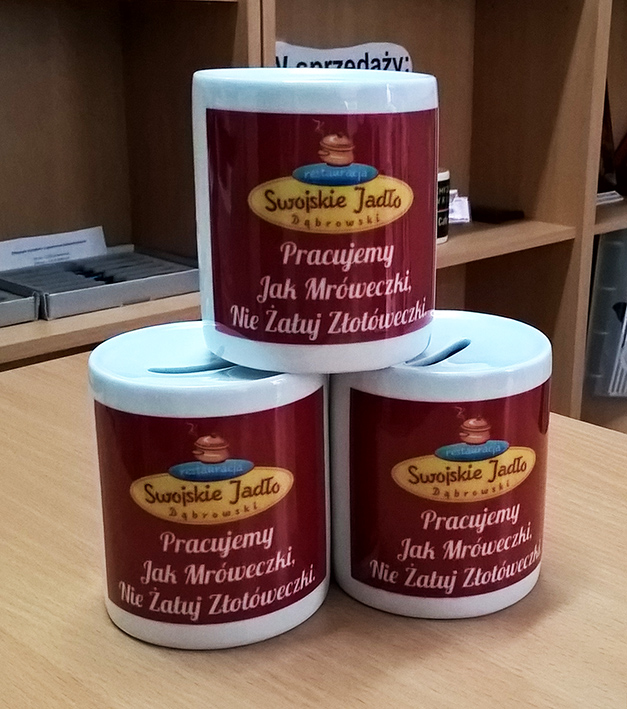 sprzedaży:
restauracja
Swojskie Jadło
Dąbrowski
Pracujemy
Jak Mróweczki,
Nie Żałuj Złotóweczki.
restauracja
Swojskie Jadło
Dąbrowski
Pracujemy
Jak Mróweczki,
Nie Żałuj Złotóweczki.
restauracja
Swojskie Jadło
Dąbrowski
Pracujemy
Jak Mróweczki,
Nie Żałuj Złotóweczki.